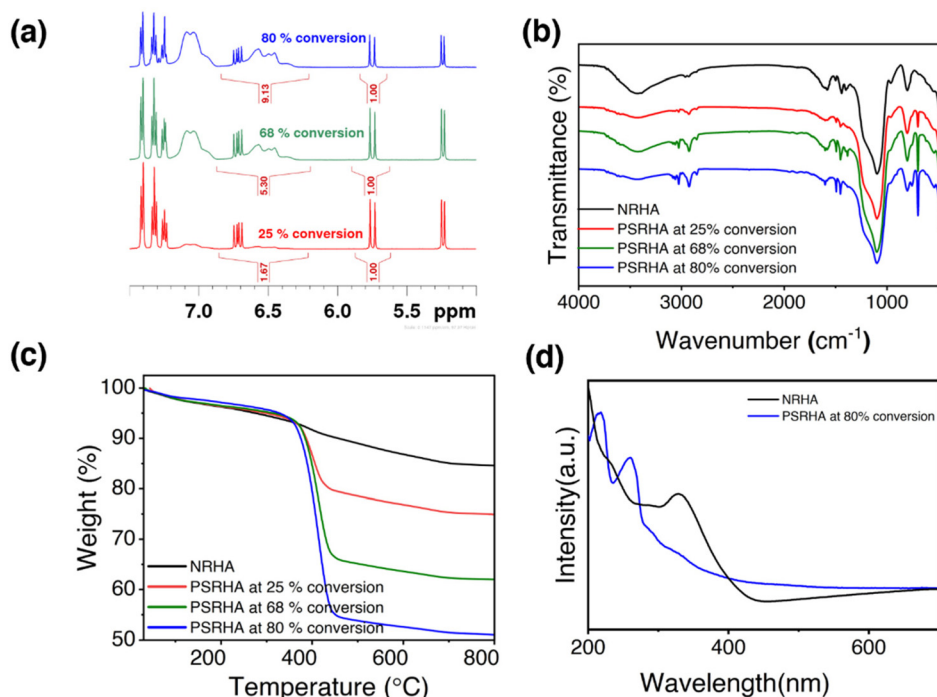 (a)
80 % conversion
9.13
1.00
68 % conversion
5.30
1.00
25 % conversion
1.67
1.00
7.0 6.5 6.0 5.5 ppm
(b)
Transmittance (%)
NRHA
PSRHA at 25% conversion
PSRHA at 68% conversion
PSRHA at 80% conversion
4000 3000 2000 1000
Wavenumber (cm⁻¹)
(c)
100
90
80
70
60
50
Weight (%)
NRHA
PSRHA at 25 % conversion
PSRHA at 68 % conversion
PSRHA at 80 % conversion
200 400 600 800
Temperature (°C)
(d)
Intensity(a.u.)
NRHA
PSRHA at 80% conversion
200 400 600
Wavelength(nm)